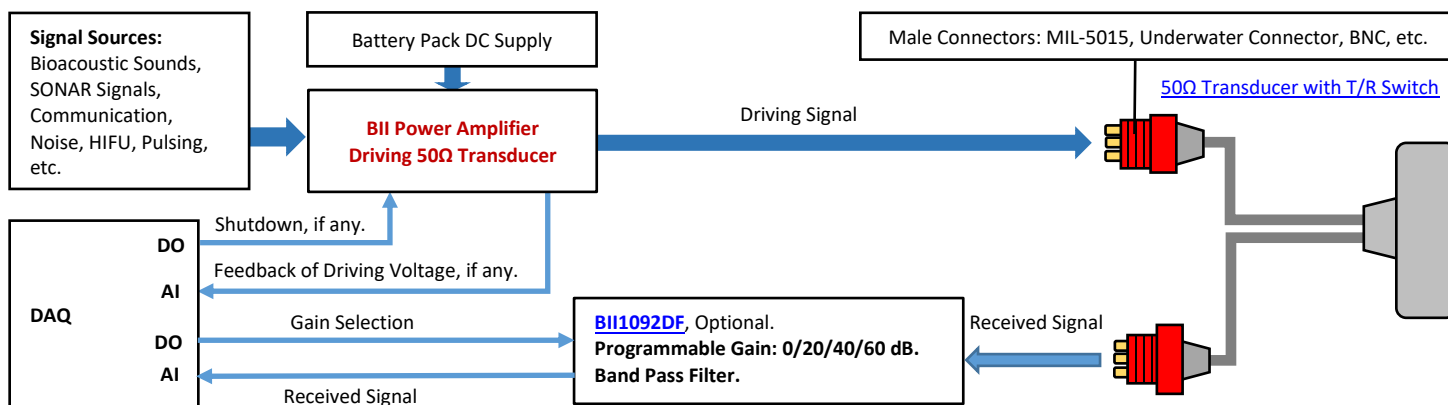 Signal Sources:
Bioacoustic Sounds,
SONAR Signals,
Communication,
Noise, HIFU, Pulsing,
etc.
Battery Pack DC Supply
BII Power Amplifier
Driving 50Ω Transducer
Driving Signal
Male Connectors: MIL-5015, Underwater Connector, BNC, etc.
50Ω Transducer with T/R Switch
DAQ
DO
Shutdown, if any.
AI
Feedback of Driving Voltage, if any.
DO
Gain Selection
AI
Received Signal
BII1092DF, Optional.
Programmable Gain: 0/20/40/60 dB.
Band Pass Filter.
Received Signal